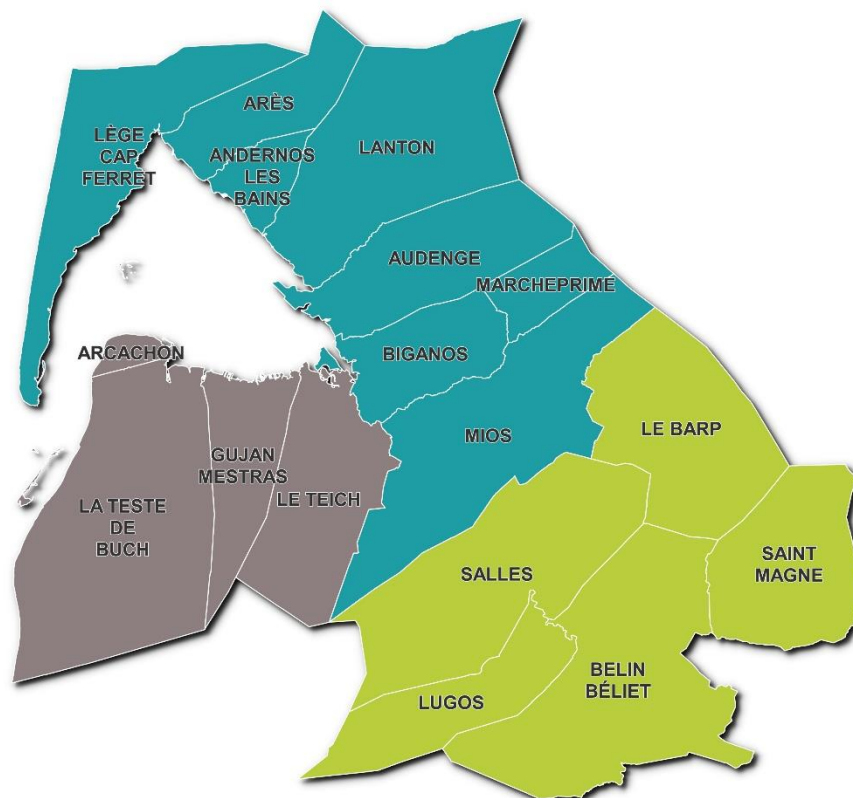 ARÈS
LÈGE
CAP
FERRET
ANDERNOS
LES
BAINS
LANTON
AUDENGE
MARCHEPRIME
ARCACHON
BIGANOS
LE BARP
MIOS
GUJAN
MESTRAS
LE TEICH
LA TESTE
DE
BUCH
SALLES
SAINT
MAGNE
BELIN
BÉLIET
LUGOS